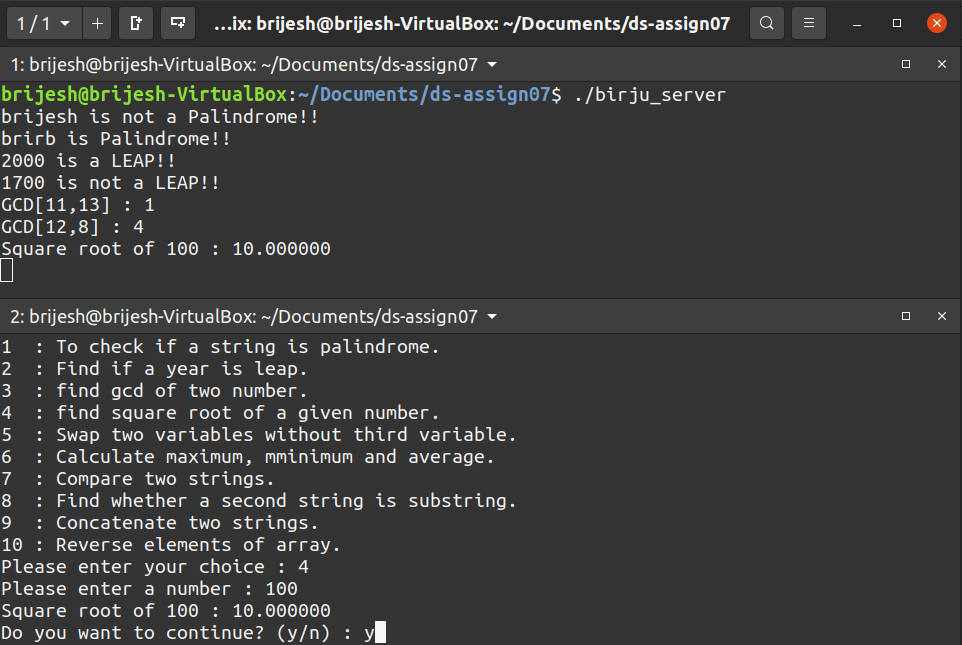 1 / 1
...ix: brijesh@brijesh-VirtualBox: ~/Documents/ds-assign07
1: brijesh@brijesh-VirtualBox: ~/Documents/ds-assign07
brijesh@brijesh-VirtualBox:~/Documents/ds-assign07$ ./birju_server
brijesh is not a Palindrome!!
brirb is Palindrome!!
2000 is a LEAP!!
1700 is not a LEAP!!
GCD[11,13] : 1
GCD[12,8] : 4
Square root of 100 : 10.000000
2: brijesh@brijesh-VirtualBox: ~/Documents/ds-assign07
1  : To check if a string is palindrome.
2  : Find if a year is leap.
3  : find gcd of two number.
4  : find square root of a given number.
5  : Swap two variables without third variable.
6  : Calculate maximum, mminimum and average.
7  : Compare two strings.
8  : Find whether a second string is substring.
9  : Concatenate two strings.
10 : Reverse elements of array.
Please enter your choice : 4
Please enter a number : 100
Square root of 100 : 10.000000
Do you want to continue? (y/n) : y